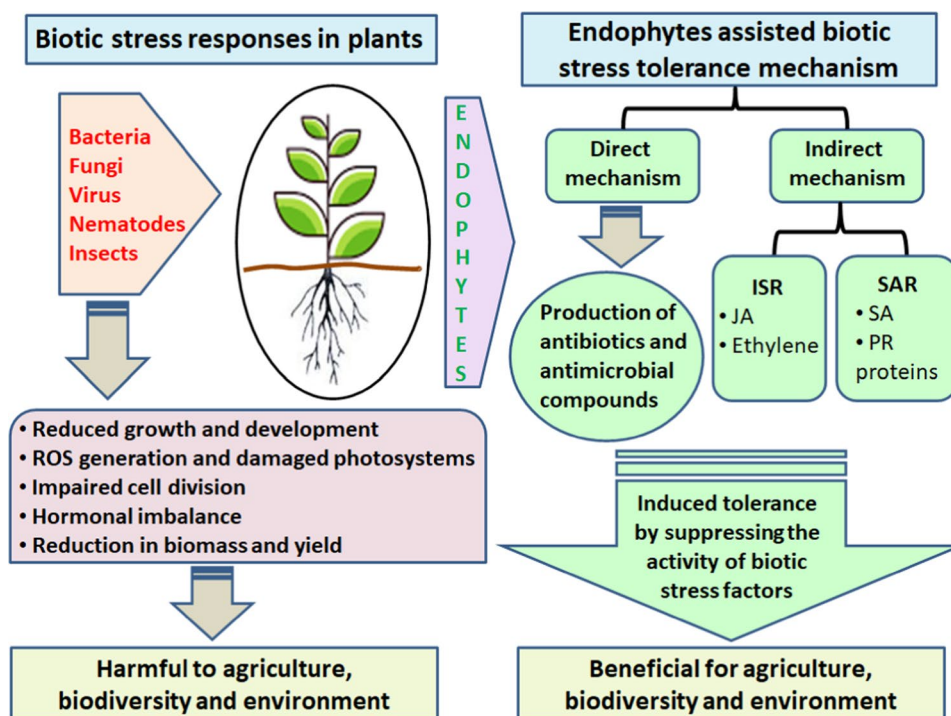 Biotic stress responses in plants
Bacteria
Fungi
Virus
Nematodes
Insects
• Reduced growth and development
• ROS generation and damaged photosystems
• Impaired cell division
• Hormonal imbalance
• Reduction in biomass and yield
Harmful to agriculture,
biodiversity and environment
ENDOPHYTES
Endophytes assisted biotic
stress tolerance mechanism
Direct
mechanism
Indirect
mechanism
Production of
antibiotics and
antimicrobial
compounds
ISR
• JA
• Ethylene
SAR
• SA
• PR
proteins
Induced tolerance
by suppressing the
activity of biotic
stress factors
Beneficial for agriculture,
biodiversity and environment